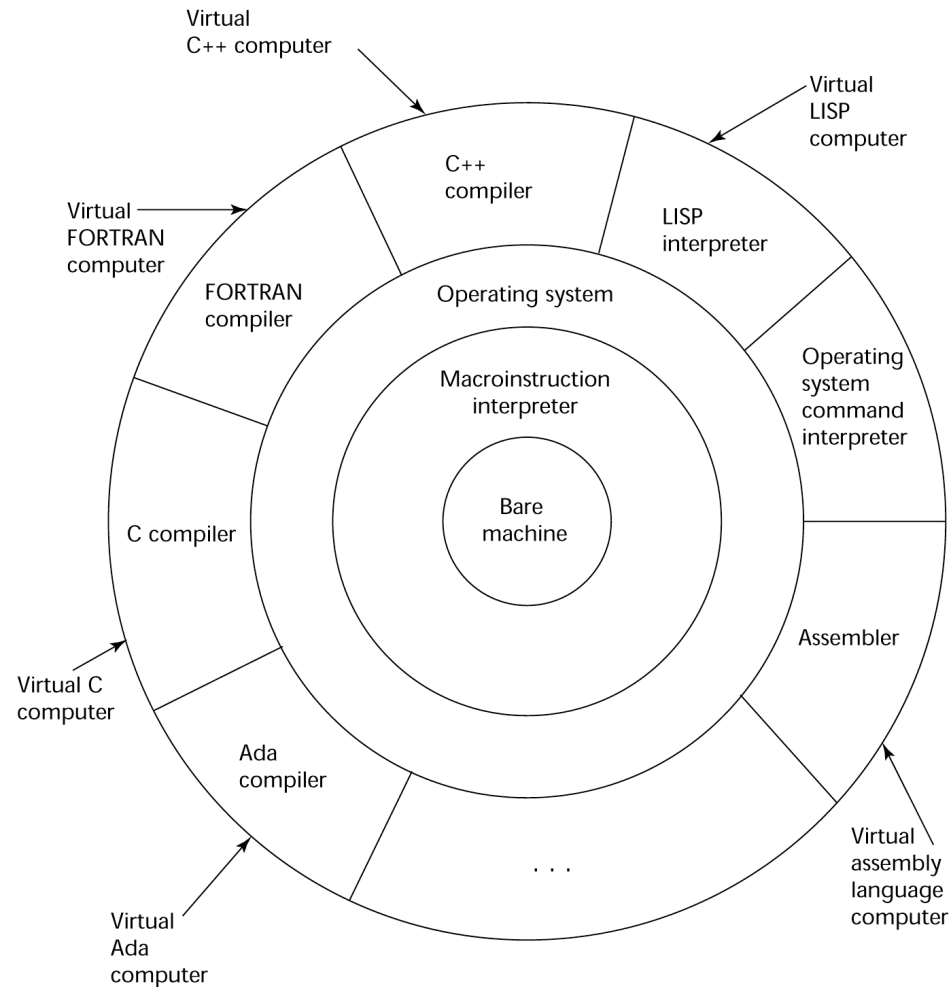 Virtual
C++ computer
Virtual
LISP
computer
C++
compiler
Virtual
FORTRAN
computer
LISP
interpreter
FORTRAN
compiler
Operating system
Operating
system
command
interpreter
Macroinstruction
interpreter
Bare
machine
C compiler
Assembler
Virtual C
computer
Ada
compiler
Virtual
assembly
language
computer
. . .
Virtual
Ada
computer